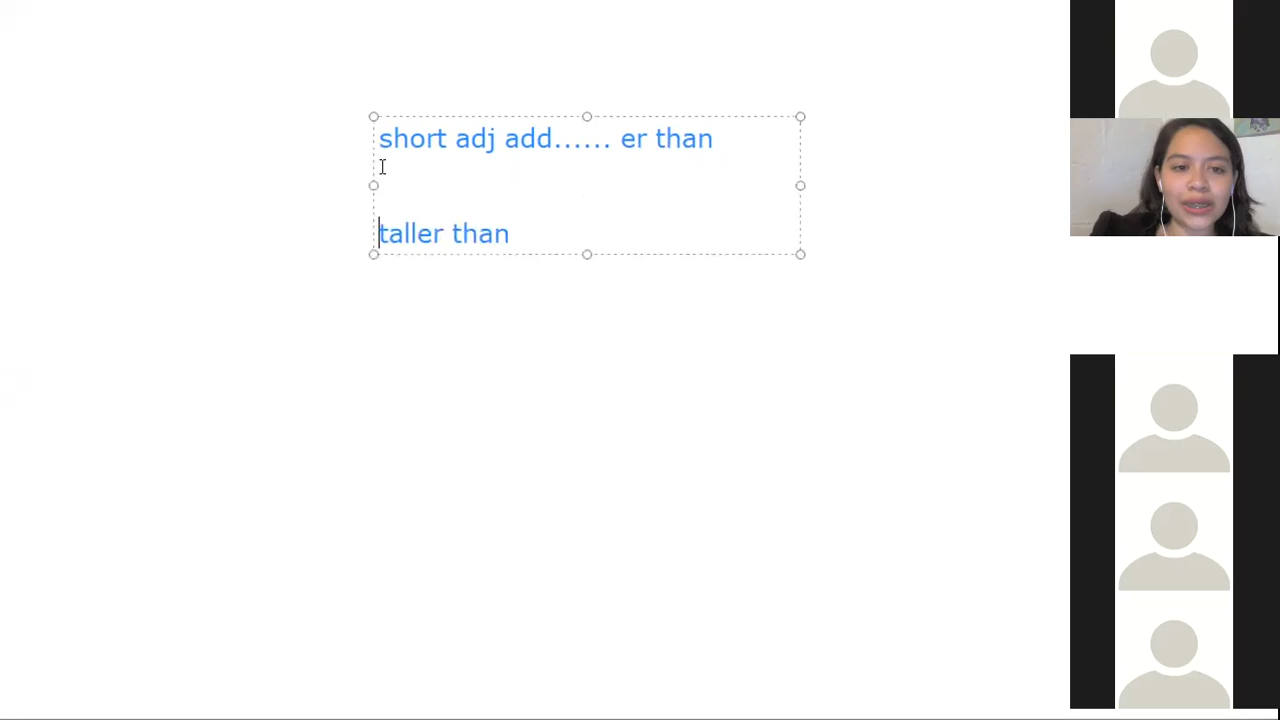 short adj add...... er than
taller than